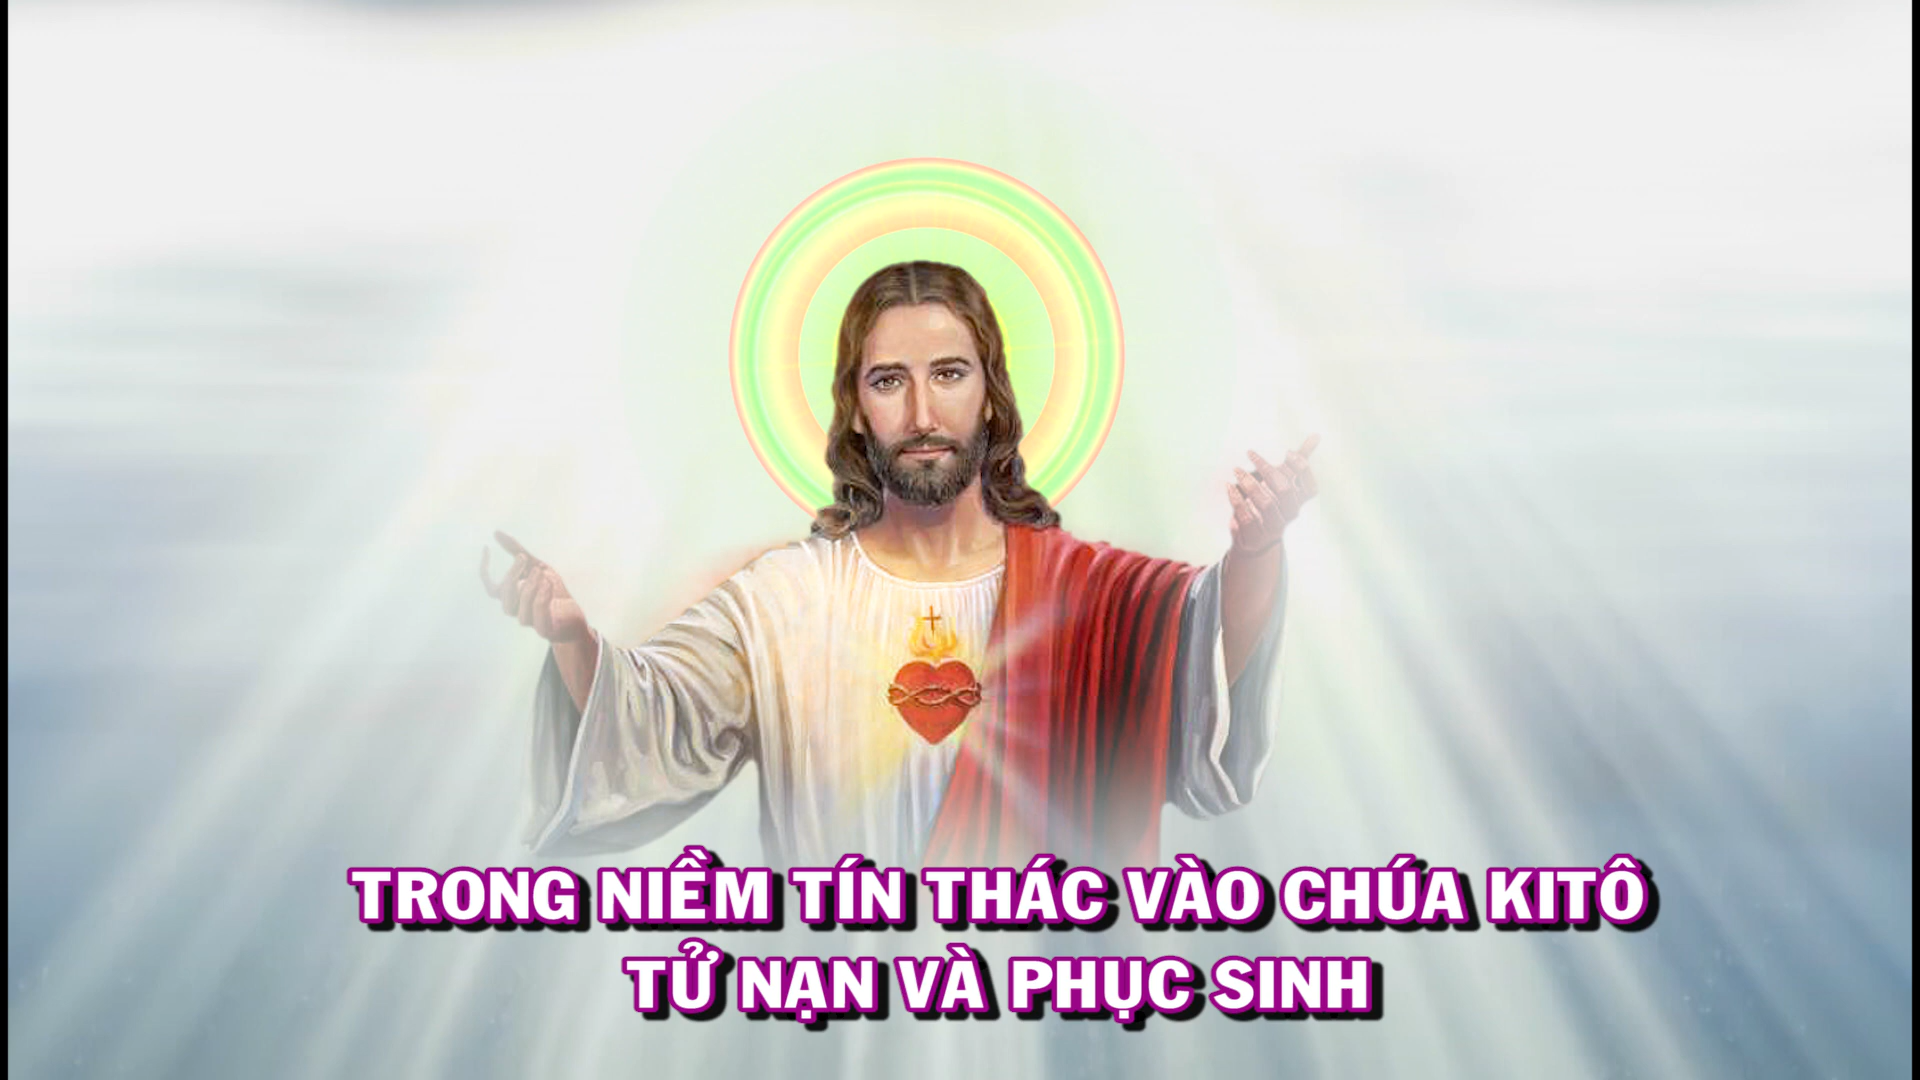 TRONG NIỀM TÍN THÁC VÀO CHÚA KITÔ
TỬ NẠN VÀ PHỤC SINH